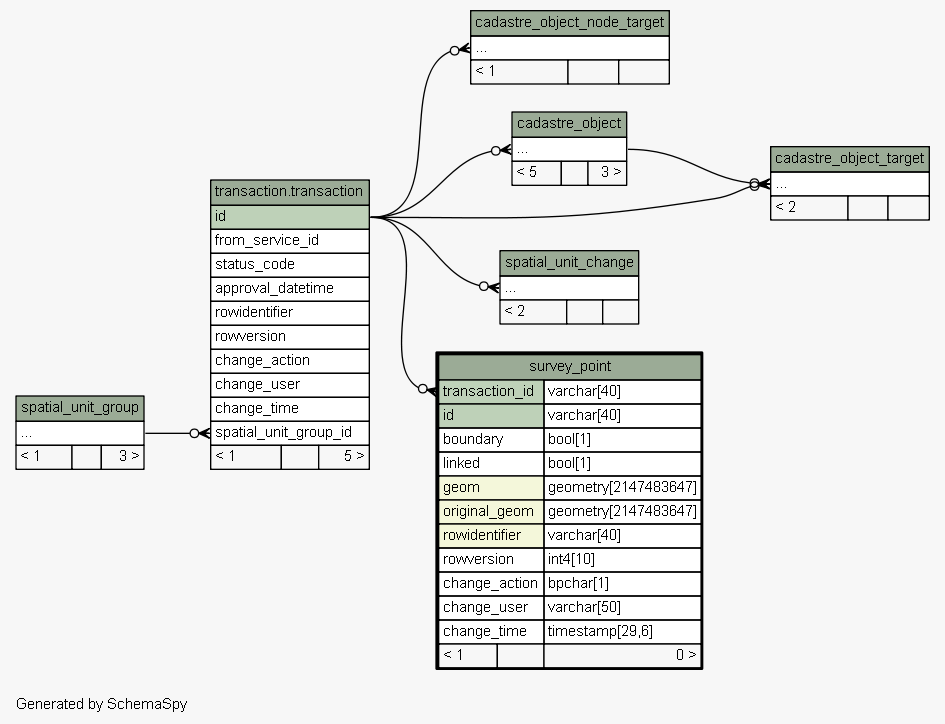 cadastre_object_node_target
...
< 1
cadastre_object
...
< 5 3 >
cadastre_object_target
...
< 2
transaction.transaction
id
from_service_id
status_code
approval_datetime
rowidentifier
rowversion
change_action
change_user
change_time
spatial_unit_group_id
< 1 5 >
spatial_unit_change
...
< 2
spatial_unit_group
...
< 1 3 >
survey_point
transaction_id varchar[40]
id varchar[40]
boundary bool[1]
linked bool[1]
geom geometry[2147483647]
original_geom geometry[2147483647]
rowidentifier varchar[40]
rowversion int4[10]
change_action bpchar[1]
change_user varchar[50]
change_time timestamp[29,6]
< 1 0 >
Generated by SchemaSpy